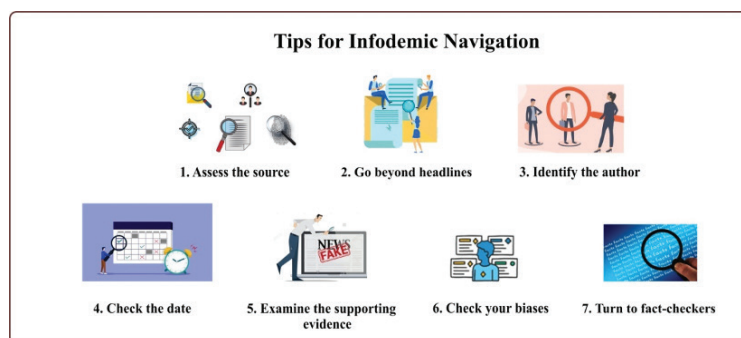 Tips for Infodemic Navigation
1. Assess the source
2. Go beyond headlines
3. Identify the author
NEWS
FAKE
4. Check the date
5. Examine the supporting
evidence
6. Check your biases
7. Turn to fact-checkers